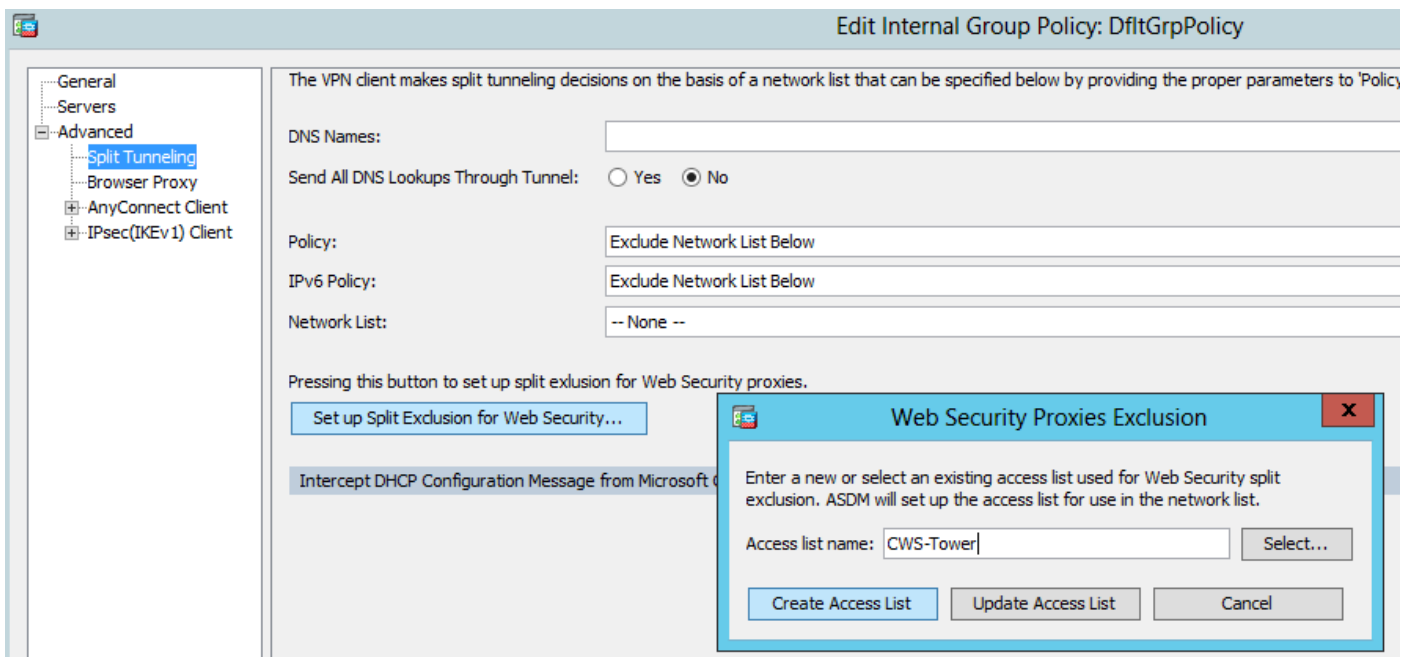 Edit Internal Group Policy: DfltGrpPolicy
General
Servers
Advanced
Split Tunneling
Browser Proxy
AnyConnect Client
IPsec(IKEv1) Client
The VPN client makes split tunneling decisions on the basis of a network list that can be specified below by providing the proper parameters to 'Policy
DNS Names:
Send All DNS Lookups Through Tunnel: Yes No
Policy: Exclude Network List Below
IPv6 Policy: Exclude Network List Below
Network List: -- None --
Pressing this button to set up split exlusion for Web Security proxies.
Set up Split Exclusion for Web Security...
Intercept DHCP Configuration Message from Microsoft
Web Security Proxies Exclusion
X
Enter a new or select an existing access list used for Web Security split
exclusion. ASDM will set up the access list for use in the network list.
Access list name: CWS-Tower Select...
Create Access List Update Access List Cancel